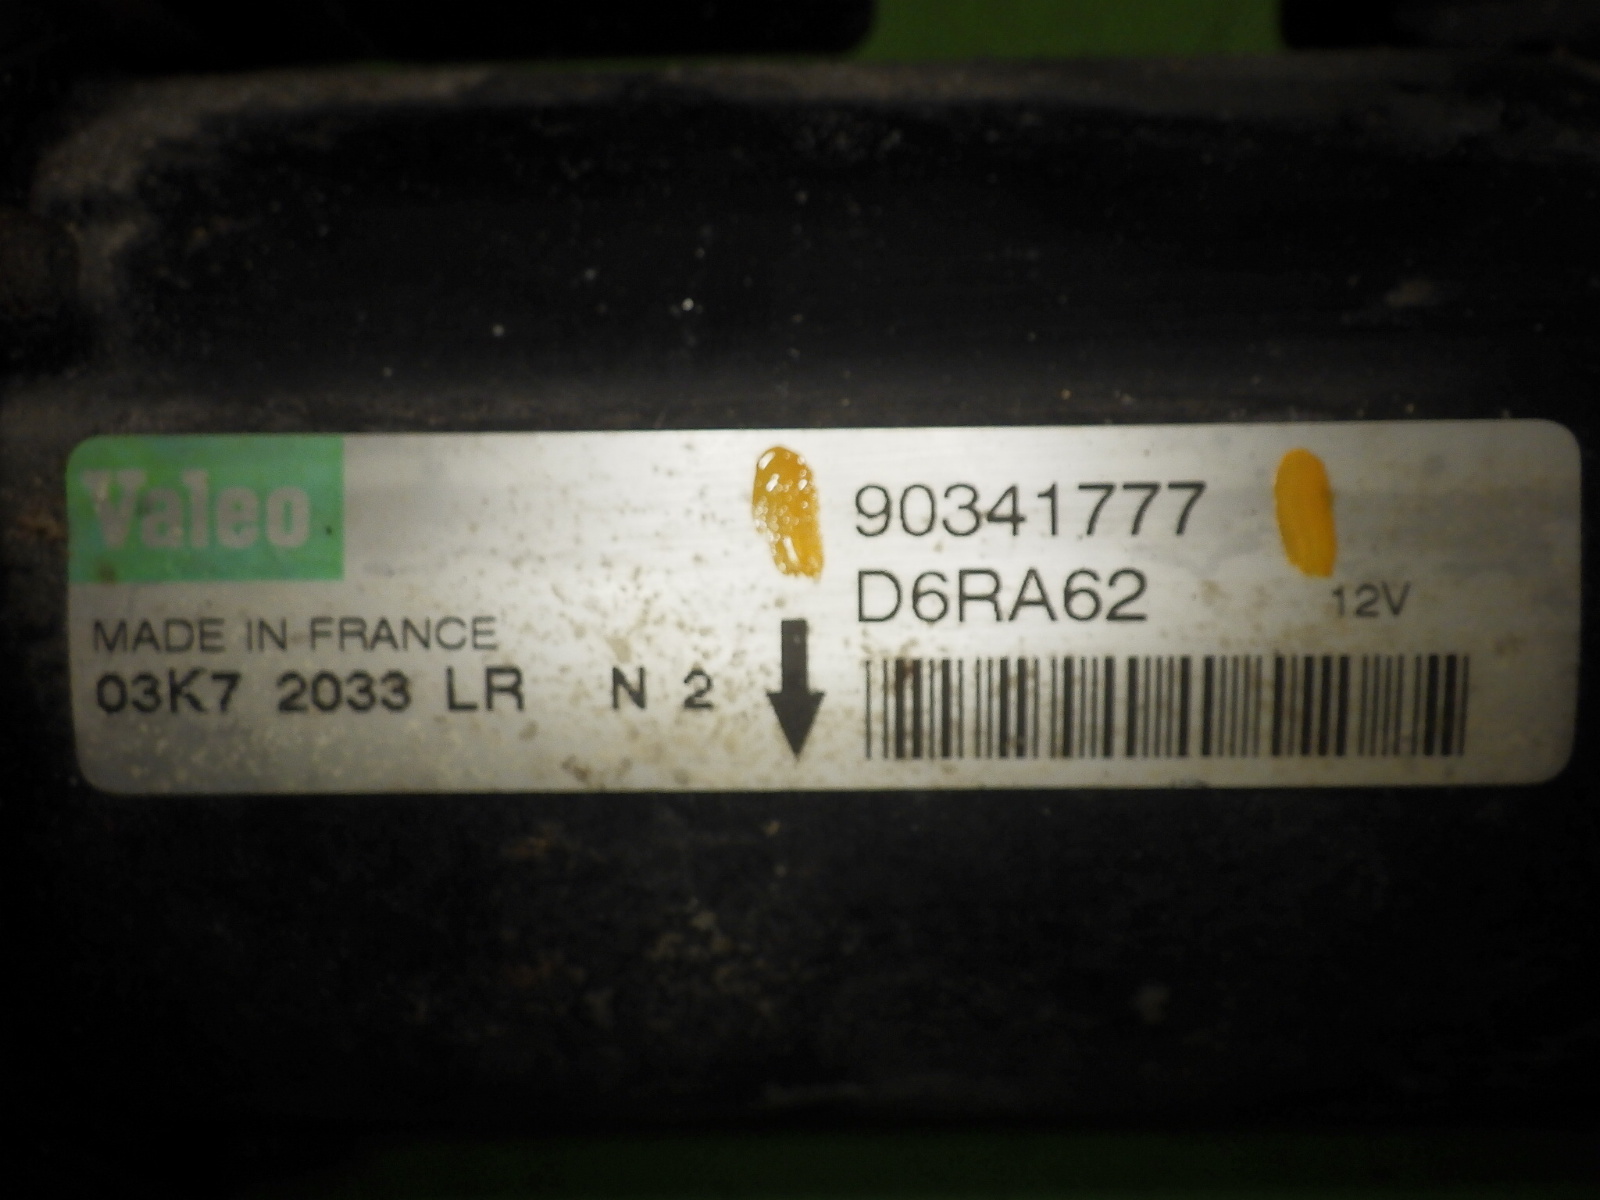 Valeo
90341777
D6RA62
12V
MADE IN FRANCE
03K7 2033 LR N 2